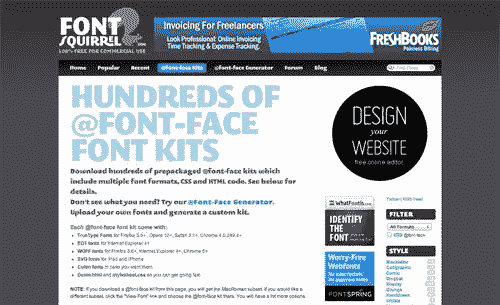 FONT
SQUIRREL
100% FREE FOR COMMERCIAL USE
Invoicing For Freelancers
Look Professional Online Invoicing
Time Tracking & Expense Tracking.
FRESHBOOKS
Painless Billing
Home Popular Recent @font-face Kits @font-face Generator Forum Blog
HUNDREDS OF
@FONT-FACE
FONT KITS
Download hundreds of prepackaged @font-face kits which
include multiple font formats, CSS and HTML code. See below for
details.
Don't see what you need? Try our @Font-Face Generator.
Upload your own fonts and generate a custom kit.
Each @font-face font kit comes with:
TrueType Fonts for Firefox 3.5+, Opera 10+, Safari 3.1+, Chrome 4.0.249.4+
EOT fonts for Internet Explorer 4+
WOFF fonts for Firefox 3.6+, Internet Explorer 9+, Chrome 5+
SVG fonts for iPad and iPhone
Cufon fonts in case you want them
Demo.html and stylesheet.css so you can get going fast
NOTE: If you download a @font-face kit from this page, you will get the MacRoman subset. If you would like a
different subset, click the "View Font" link and choose the @font-face kit there. You will have a lot more options
DESIGN
your
WEBSITE
free online editor
WhatFontis.com
IDENTIFY
THE FONT
Worry-Free
Webfonts
FONTSPRING
Twitter RSS Feed
FILTER
All Formats
@font-face
STYLE
Calligraphic
Comic
Display
Grunge
Handdrawn